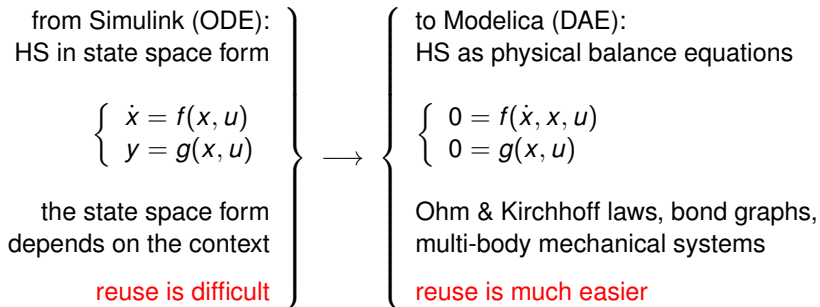 from Simulink (ODE):
HS in state space form
ẋ = f(x, u)
y = g(x, u)
the state space form
depends on the context
reuse is difficult
→
to Modelica (DAE):
HS as physical balance equations
0 = f(ẋ, x, u)
0 = g(x, u)
Ohm & Kirchhoff laws, bond graphs,
multi-body mechanical systems
reuse is much easier